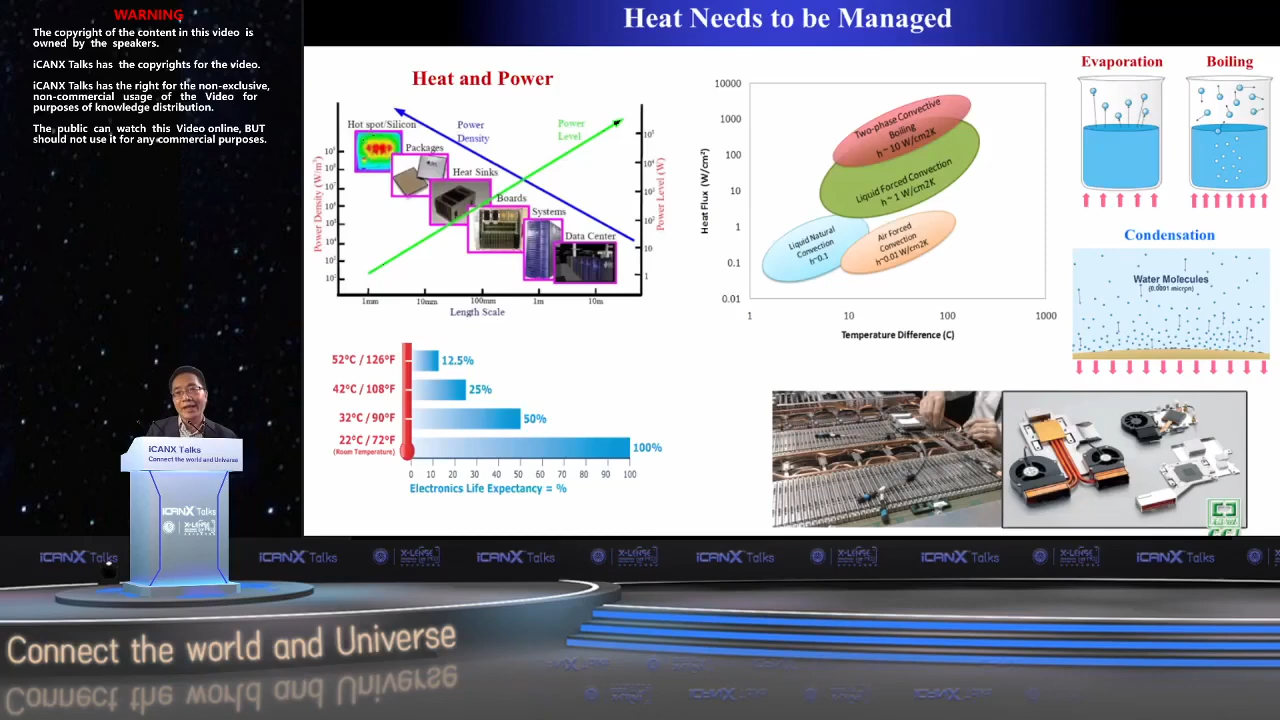 WARNING
The copyright of the content in this video is
owned by the speakers.
iCANX Talks has the copyrights for the video.
iCANX Talks has the right for the non-exclusive,
non-commercial usage of the Video for
purposes of knowledge distribution.
The public can watch this Video online, BUT
should not use it for any commercial purposes.
Heat Needs to be Managed
Heat and Power
Hot spot/Silicon
Packages
Heat Sinks
Boards
Systems
Data Center
Power
Density
Power
Level
Power Density (W/m³)
Power Level (W)
10
1
1mm
10mm
100mm
1m
10m
Length Scale
52°C / 126°F
12.5%
42°C / 108°F
25%
32°C / 90°F
50%
22°C / 72°F
(Room Temperature)
100%
0 10 20 30 40 50 60 70 80 90 100
Electronics Life Expectancy = %
Heat Flux (W/cm²)
10000
1000
100
10
1
0.1
0.01
Two-phase Convective
Boiling
h ~ 10 W/cm2K
Liquid Forced Convection
h ~ 1 W/cm2K
Liquid Natural
Convection
h~0.1
Air Forced
Convection
h~0.01 W/cm2K
1 10 100 1000
Temperature Difference (C)
Evaporation
Boiling
Condensation
Water Molecules
(0.0001 micron)
iCANX Talks
Connect the world and Universe
iCANX Talks
X-LENSE
iCANX Talks
X-LENSE
iCANX Talks
iCANX Talks
X-LENSE
iCANX Talks
X-LENSE
iCANX Talks
X-LENSE
iCANX Talks
Connect the world and Universe